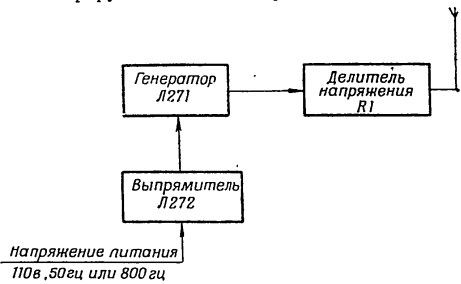 Генератор
Л271
Делитель
напряжения
R1
Выпрямитель
Л272
Напряжение питания
110в, 50гц или 800гц